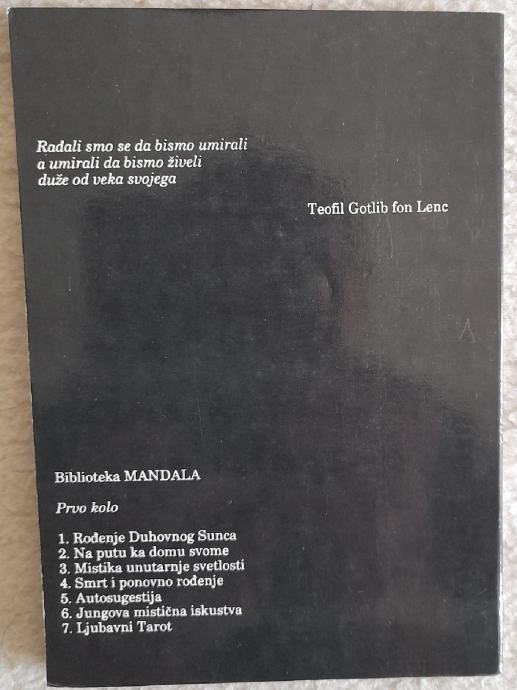 Rađali smo se da bismo umirali
a umirali da bismo živeli
duže od veka svojega
Teofil Gotlib fon Lenc
Biblioteka MANDALA
Prvo kolo
1. Rođenje Duhovnog Sunca
2. Na putu ka domu svome
3. Mistika unutarnje svetlosti
4. Smrt i ponovno rođenje
5. Autosugestija
6. Jungova mistična iskustva
7. Ljubavni Tarot